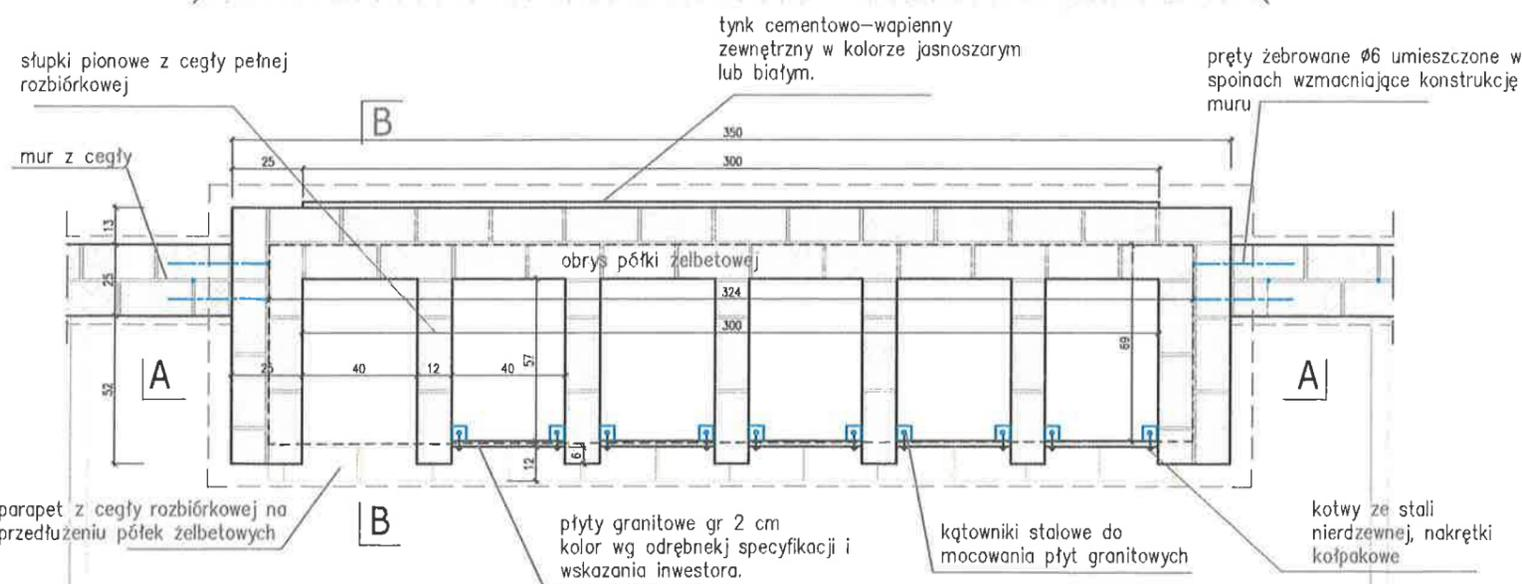 tynk cementowo–wapienny
zewnętrzny w kolorze jasnoszarym
lub białym.
słupki pionowe z cegły pełnej
rozbiórkowej
pręty żebrowane ø6 umieszczone w
spoinach wzmacniające konstrukcję
muru
B
350
mur z cegły
25
300
13
obrys półki żelbetowej
25
324
300
69
A
52
25
40
12
40
57
A
6
12
parapet z cegły rozbiórkowej na
przedłużeniu półek żelbetowych
B
płyty granitowe gr 2 cm
kolor wg odrębnekj specyfikacji i
wskazania inwestora.
kątowniki stalowe do
mocowania płyt granitowych
kotwy ze stali
nierdzewnej, nakrętki
kołpakowe